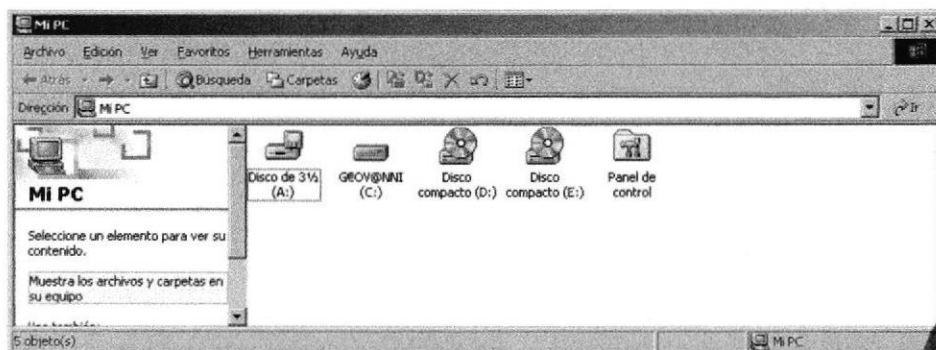 Mi PC
Archivo Edición Ver Favoritos Herramientas Ayuda
Atrás Busqueda Carpetas
Dirección Mi PC Ir
Mi PC
Seleccione un elemento para ver su
contenido.
Muestra los archivos y carpetas en
su equipo
Disco de 3½
(A:)
GEOV@NNI
(C:)
Disco
compacto (D:)
Disco
compacto (E:)
Panel de
control
5 objeto(s) Mi PC